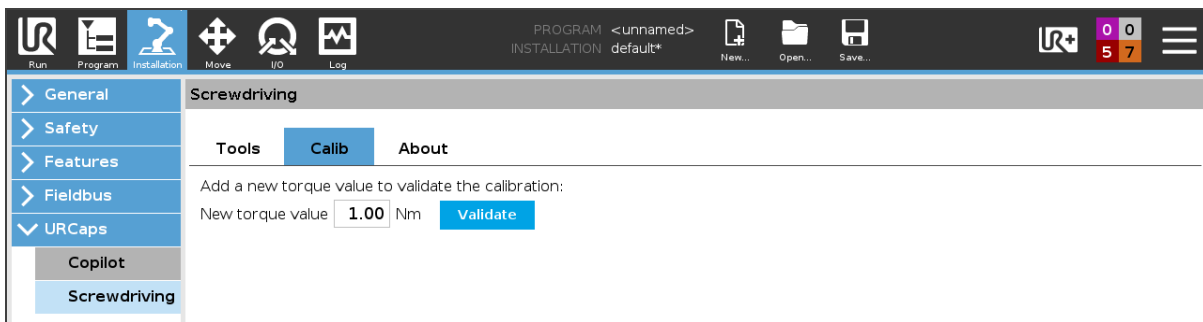 PROGRAM <unnamed>
INSTALLATION default*
Run Program Installation Move I/O Log New... Open... Save...
UR+
0 0
5 7
General
Safety
Features
Fieldbus
URCaps
Copilot
Screwdriving
Screwdriving
Tools Calib About
Add a new torque value to validate the calibration:
New torque value 1.00 Nm Validate